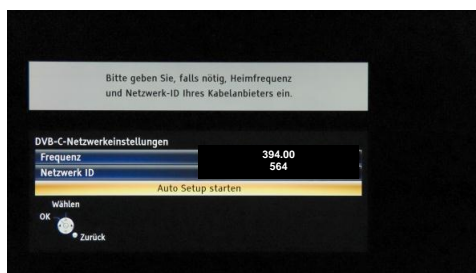 Bitte geben Sie, falls nötig, Heimfrequenz
und Netzwerk-ID Ihres Kabelanbieters ein.
DVB-C-Netzwerkeinstellungen
Frequenz 394.00
Netzwerk ID 564
Auto Setup starten
Wählen
OK
Zurück